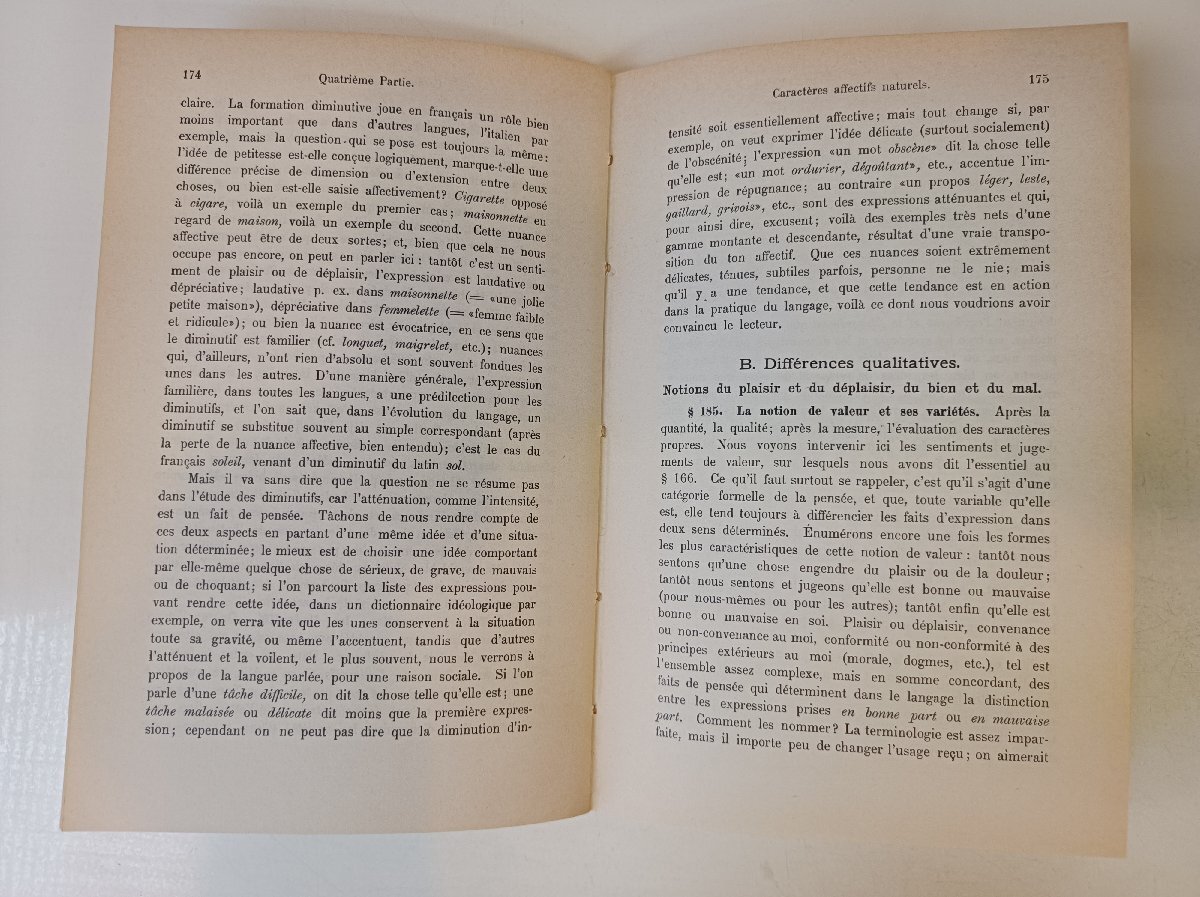 174
Quatrième Partie.
claire. La formation diminutive joue en français un rôle bien
moins important que dans d'autres langues, l'italien par
exemple, mais la question qui se pose est toujours la même:
l'idée de petitesse est-elle conçue logiquement, marque-t-elle une
différence précise de dimension ou d'extension entre deux
choses, ou bien est-elle saisie affectivement? Cigarette opposé
à cigare, voilà un exemple du premier cas; maisonnette en
regard de maison, voilà un exemple du second. Cette nuance
affective peut être de deux sortes; et, bien que cela ne nous
occupe pas encore, on peut en parler ici: tantôt c'est un senti-
ment de plaisir ou de déplaisir, l'expression est laudative ou
dépréciative; laudative p. ex. dans maisonnette (= «une jolie
petite maison»), dépréciative dans femmelette (= «femme faible
et ridicule»); ou bien la nuance est évocatrice, en ce sens que
le diminutif est familier (cf. longuet, maigrelet, etc.); nuances
qui, d'ailleurs, n'ont rien d'absolu et sont souvent fondues les
unes dans les autres. D'une manière générale, l'expression
familière, dans toutes les langues, a une prédilection pour les
diminutifs, et l'on sait que, dans l'évolution du langage, un
diminutif se substitue souvent au simple correspondant (après
la perte de la nuance affective, bien entendu); c'est le cas du
français soleil, venant d'un diminutif du latin sol.
Mais il va sans dire que la question ne se résume pas
dans l'étude des diminutifs, car l'atténuation, comme l'intensité,
est un fait de pensée. Tâchons de nous rendre compte de
ces deux aspects en partant d'une même idée et d'une situa-
tion déterminée; le mieux est de choisir une idée comportant
par elle-même quelque chose de sérieux, de grave, de mauvais
ou de choquant; si l'on parcourt la liste des expressions pou-
vant rendre cette idée, dans un dictionnaire idéologique par
exemple, on verra vite que les unes conservent à la situation
toute sa gravité, ou même l'accentuent, tandis que d'autres
l'atténuent et la voilent, et le plus souvent, nous le verrons à
propos de la langue parlée, pour une raison sociale. Si l'on
parle d'une tâche difficile, on dit la chose telle qu'elle est; une
tâche malaisée ou délicate dit moins que la première expres-
sion; cependant on ne peut pas dire que la diminution d'in-
Caractères affectifs naturels.
175
tensité soit essentiellement affective; mais tout change si, par
exemple, on veut exprimer l'idée délicate (surtout socialement)
de l'obscénité; l'expression «un mot obscène» dit la chose telle
qu'elle est; «un mot ordurier, dégoûtant», etc., accentue l'im-
pression de répugnance; au contraire «un propos léger, leste,
gaillard, grivois», etc., sont des expressions atténuantes et qui,
pour ainsi dire, excusent; voilà des exemples très nets d'une
gamme montante et descendante, résultat d'une vraie transpo-
sition du ton affectif. Que ces nuances soient extrêmement
délicates, ténues, subtiles parfois, personne ne le nie; mais
qu'il y a une tendance, et que cette tendance est en action
dans la pratique du langage, voilà ce dont nous voudrions avoir
convaincu le lecteur.
B. Différences qualitatives.
Notions du plaisir et du déplaisir, du bien et du mal.
§ 185. La notion de valeur et ses variétés. Après la
quantité, la qualité; après la mesure, l'évaluation des caractères
propres. Nous voyons intervenir ici les sentiments et juge-
ments de valeur, sur lesquels nous avons dit l'essentiel au
§ 166. Ce qu'il faut surtout se rappeler, c'est qu'il s'agit d'une
catégorie formelle de la pensée, et que, toute variable qu'elle
est, elle tend toujours à différencier les faits d'expression dans
deux sens déterminés. Énumérons encore une fois les formes
les plus caractéristiques de cette notion de valeur: tantôt nous
sentons qu'une chose engendre du plaisir ou de la douleur;
tantôt nous sentons et jugeons qu'elle est bonne ou mauvaise
(pour nous-mêmes ou pour les autres); tantôt enfin qu'elle est
bonne ou mauvaise en soi. Plaisir ou déplaisir, convenance
ou non-convenance au moi, conformité ou non-conformité à des
principes extérieurs au moi (morale, dogmes, etc.), tel est
l'ensemble assez complexe, mais en somme concordant, des
faits de pensée qui déterminent dans le langage la distinction
entre les expressions prises en bonne part ou en mauvaise
part. Comment les nommer? La terminologie est assez impar-
faite, mais il importe peu de changer l'usage reçu; on aimerait